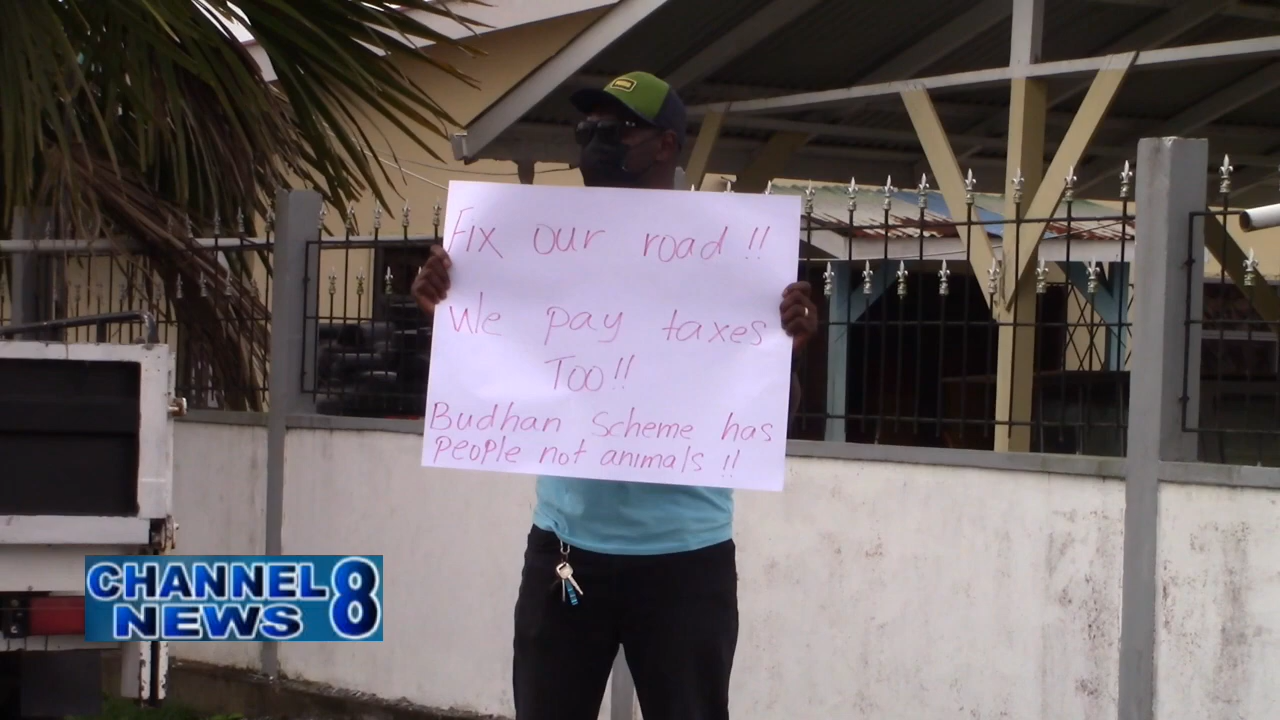 Fix our road !!
We pay taxes
Too!!
Budhan Scheme has
people not animals !!
CHANNEL
NEWS 8